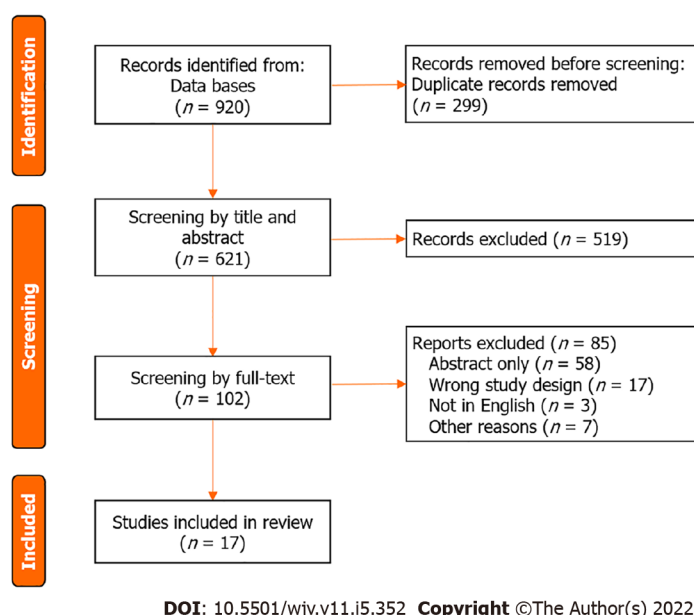 Identification
Records identified from:
Data bases
(n = 920)
Records removed before screening:
Duplicate records removed
(n = 299)
Screening
Screening by title and
abstract
(n = 621)
Records excluded (n = 519)
Screening by full-text
(n = 102)
Reports excluded (n = 85)
Abstract only (n = 58)
Wrong study design (n = 17)
Not in English (n = 3)
Other reasons (n = 7)
Included
Studies included in review
(n = 17)
DOI: 10.5501/wjv.v11.i5.352 Copyright ©The Author(s) 2022